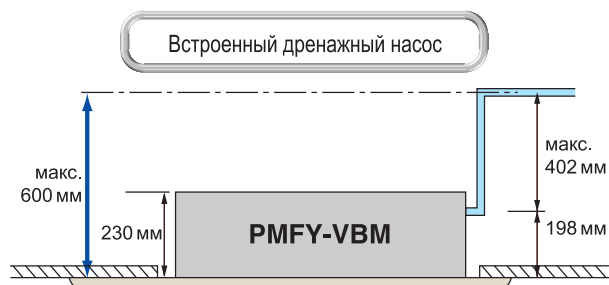 Встроенный дренажный насос
макс.
600 мм
230 мм
PMFY-VBM
макс.
402 мм
198 мм